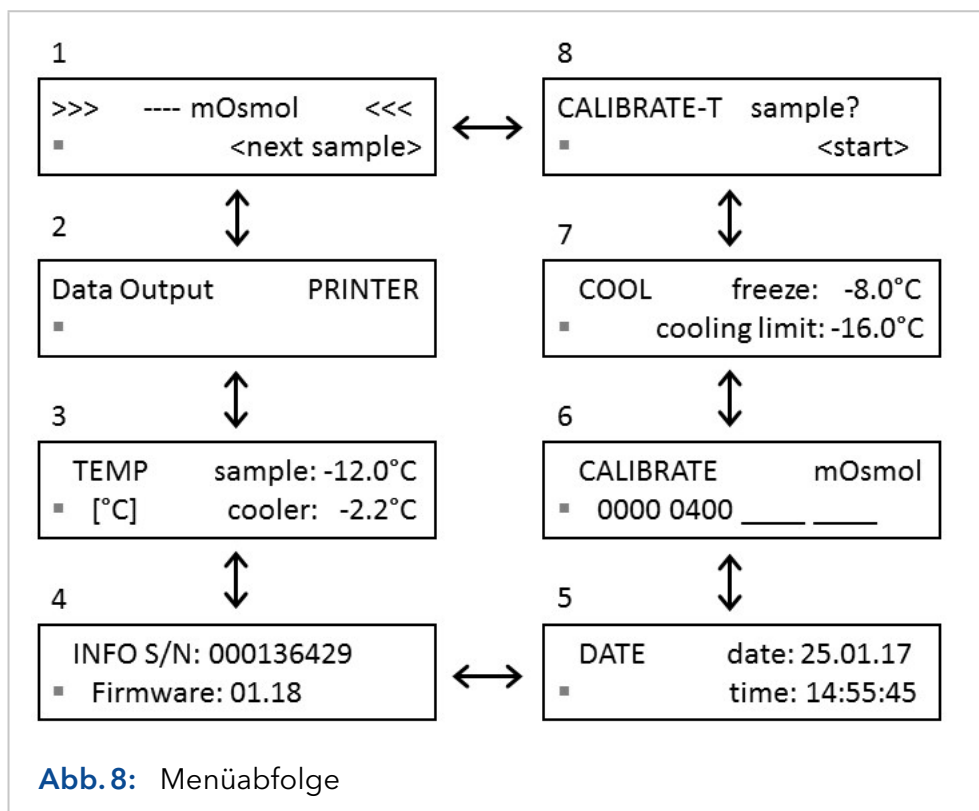 1
>>> ---- mOsmol <<<
<next sample>
2
Data Output PRINTER
3
TEMP sample: -12.0°C
[°C] cooler: -2.2°C
4
INFO S/N: 000136429
Firmware: 01.18
8
CALIBRATE-T sample?
<start>
7
COOL freeze: -8.0°C
cooling limit: -16.0°C
6
CALIBRATE mOsmol
0000 0400 ____ ____
5
DATE date: 25.01.17
time: 14:55:45
Abb. 8: Menüabfolge